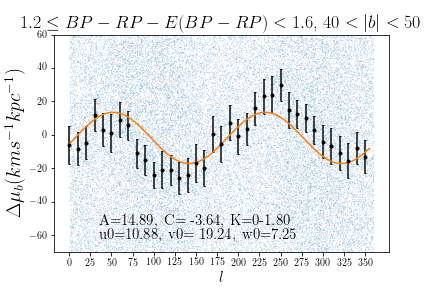 1.2 ≤ BP − RP − E(BP − RP) < 1.6, 40 < |b| < 50
60
40
20
0
−20
−40
−60
Δμb(kms−1kpc−1)
A=14.89, C= -3.64, K=0-1.80
u0=10.88, v0= 19.24, w0=7.25
0 25 50 75 100 125 150 175 200 225 250 275 300 325 350
l